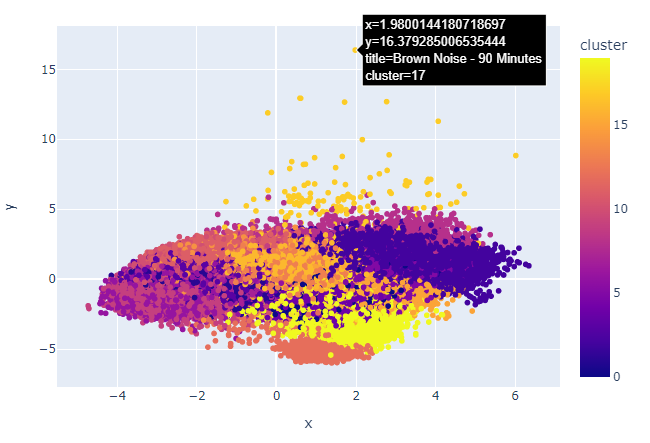 x=1.9800144180718697
y=16.379285006535444
title=Brown Noise - 90 Minutes
cluster=17
cluster
15
10
5
0
−5
y
−4
−2
0
2
4
6
x
15
10
5
0